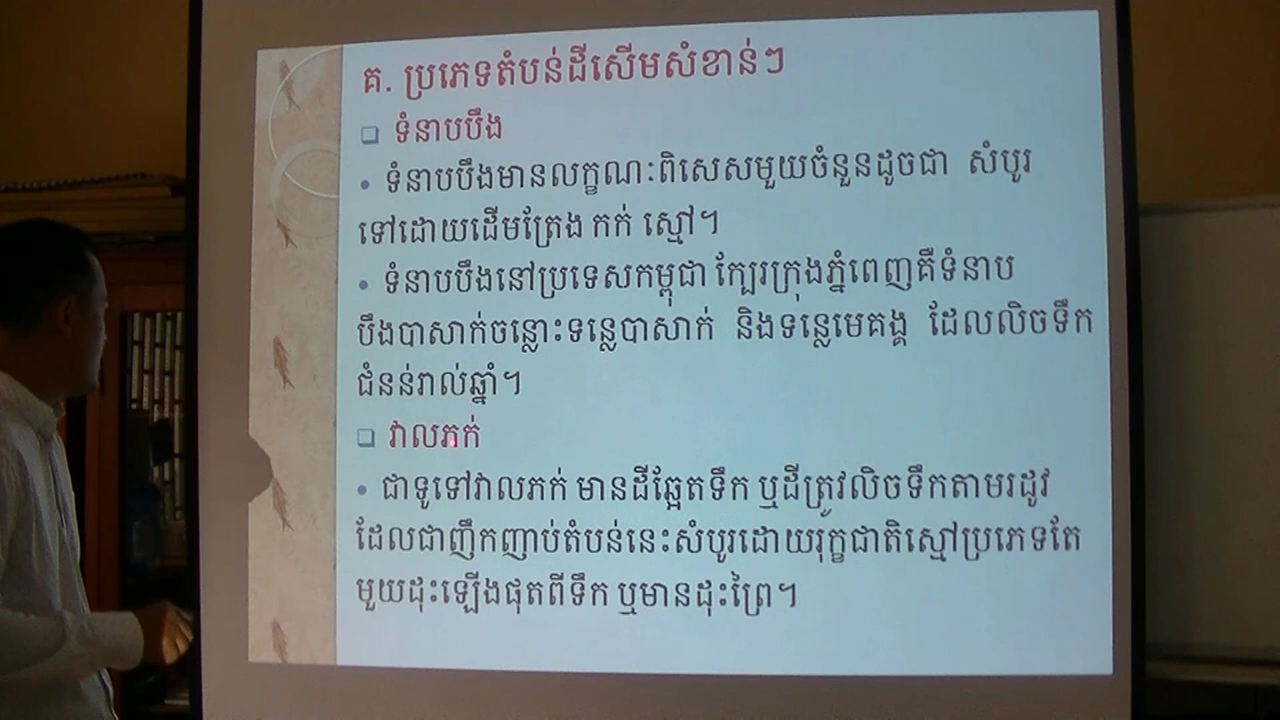 គ. ប្រភេទតំបន់ដីសើមសំខាន់ៗ
ទំនាបបឹង
ទំនាបបឹងមានលក្ខណៈពិសេសមួយចំនួនដូចជា សំបូរ
ទៅដោយដើមត្រែង កក់ ស្មៅ។
ទំនាបបឹងនៅប្រទេសកម្ពុជា ក្បែរក្រុងភ្នំពេញគឺទំនាប
បឹងបាសាក់ចន្លោះទន្លេបាសាក់ និងទន្លេមេគង្គ ដែលលិចទឹក
ជំនន់រាល់ឆ្នាំ។
វាលភក់
ជាទូទៅវាលភក់ មានដីឆ្អែតទឹក ឬដីត្រូវលិចទឹកតាមរដូវ
ដែលជាញឹកញាប់តំបន់នេះសំបូរដោយរុក្ខជាតិស្មៅប្រភេទតែ
មួយដុះឡើងផុតពីទឹក ឬមានដុះព្រៃ។